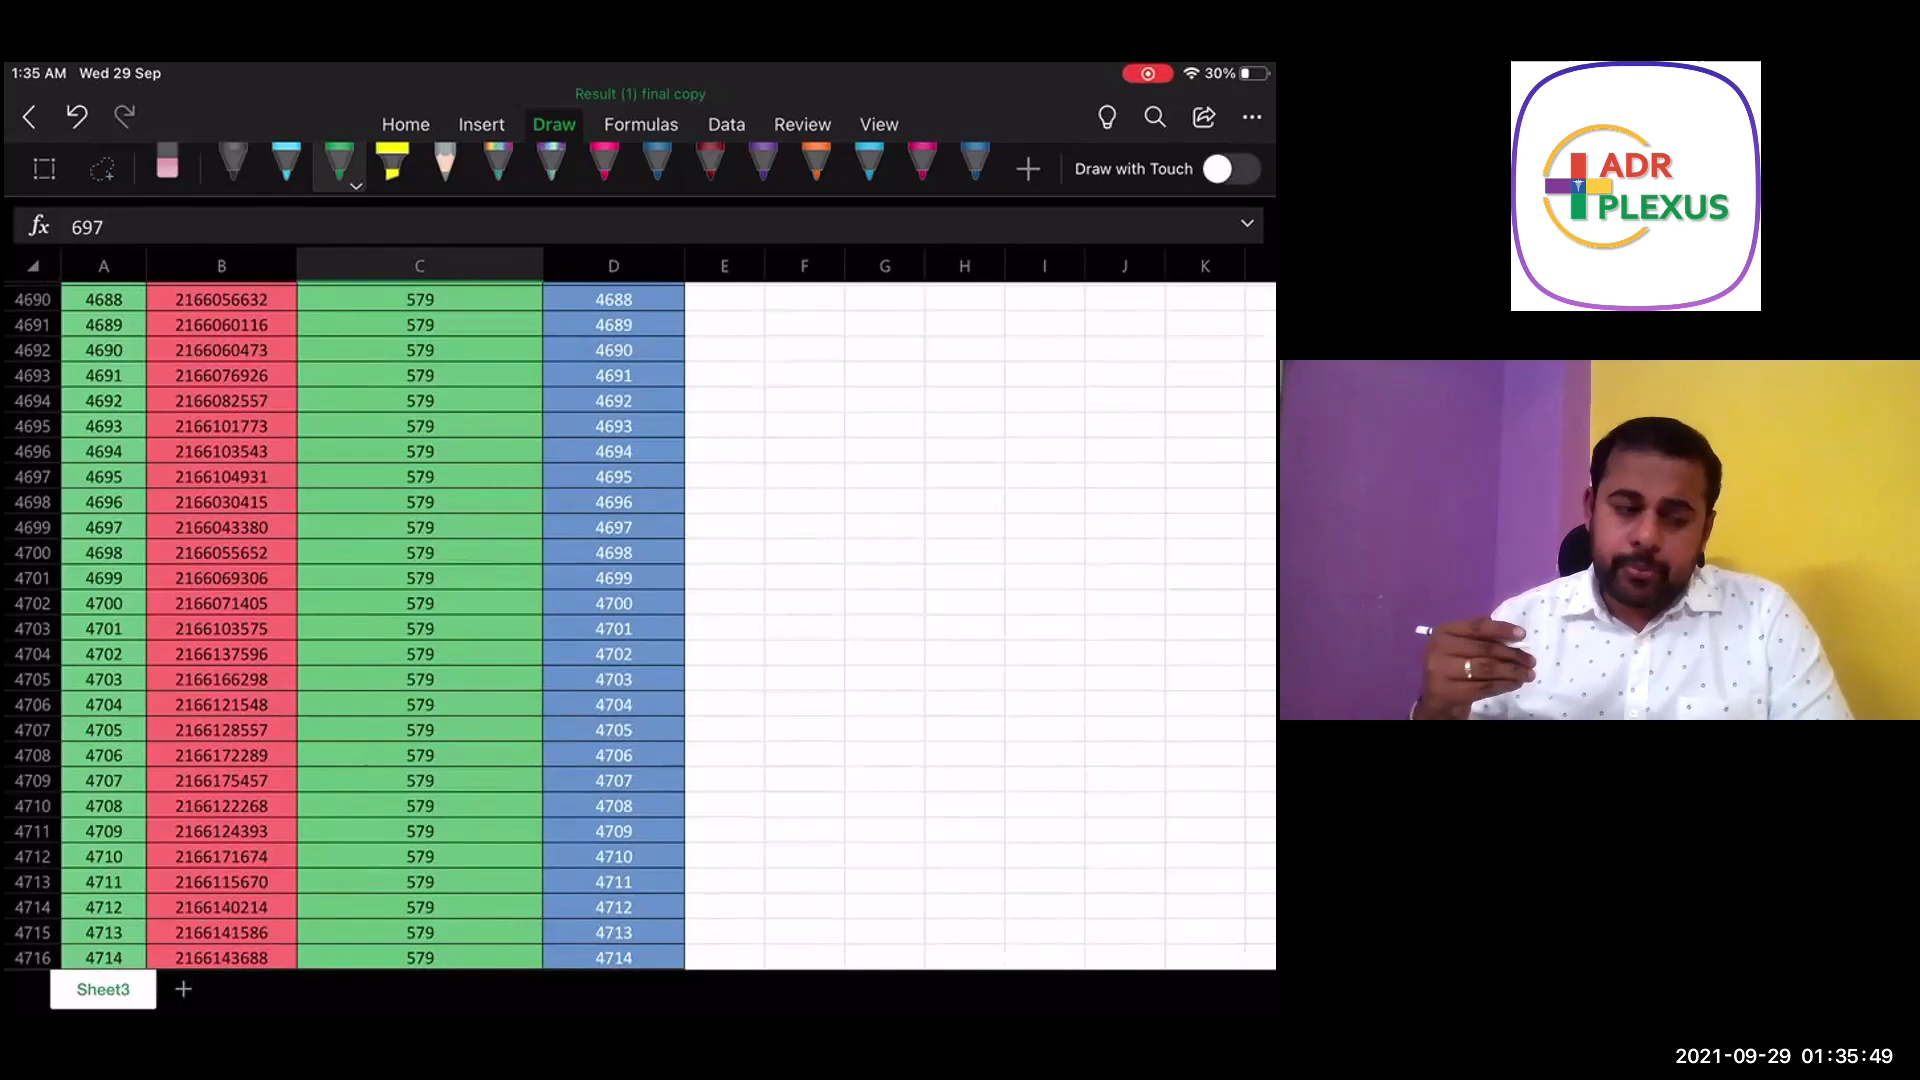 1:35 AM Wed 29 Sep
30%
Result (1) final copy
Home Insert Draw Formulas Data Review View
Draw with Touch
fx 697
A B C D E F G H I J K
4690 4688 2166056632 579 4688
4691 4689 2166060116 579 4689
4692 4690 2166060473 579 4690
4693 4691 2166076926 579 4691
4694 4692 2166082557 579 4692
4695 4693 2166101773 579 4693
4696 4694 2166103543 579 4694
4697 4695 2166104931 579 4695
4698 4696 2166030415 579 4696
4699 4697 2166043380 579 4697
4700 4698 2166055652 579 4698
4701 4699 2166069306 579 4699
4702 4700 2166071405 579 4700
4703 4701 2166103575 579 4701
4704 4702 2166137596 579 4702
4705 4703 2166166298 579 4703
4706 4704 2166121548 579 4704
4707 4705 2166128557 579 4705
4708 4706 2166172289 579 4706
4709 4707 2166175457 579 4707
4710 4708 2166122268 579 4708
4711 4709 2166124393 579 4709
4712 4710 2166171674 579 4710
4713 4711 2166115670 579 4711
4714 4712 2166140214 579 4712
4715 4713 2166141586 579 4713
4716 4714 2166143688 579 4714
Sheet3
ADR
PLEXUS
2021-09-29 01:35:49